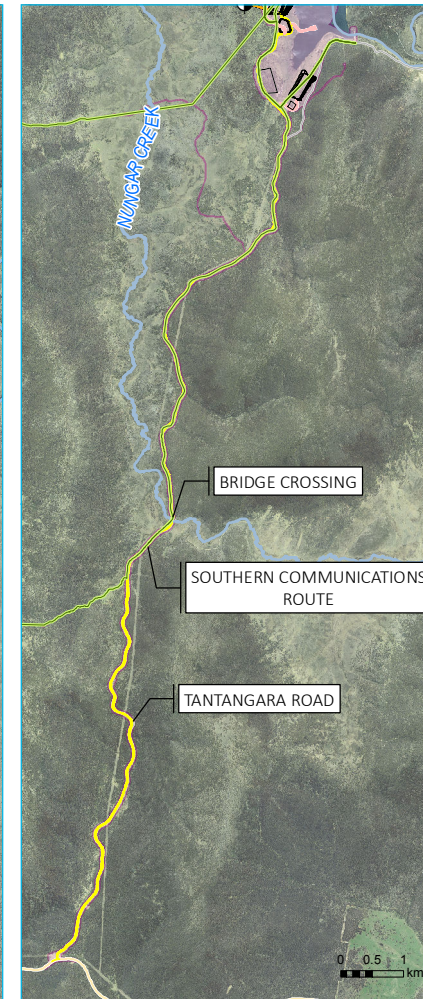 NUNGAR CREEK
BRIDGE CROSSING
SOUTHERN COMMUNICATIONS
ROUTE
TANTANGARA ROAD
0 0.5 1
km